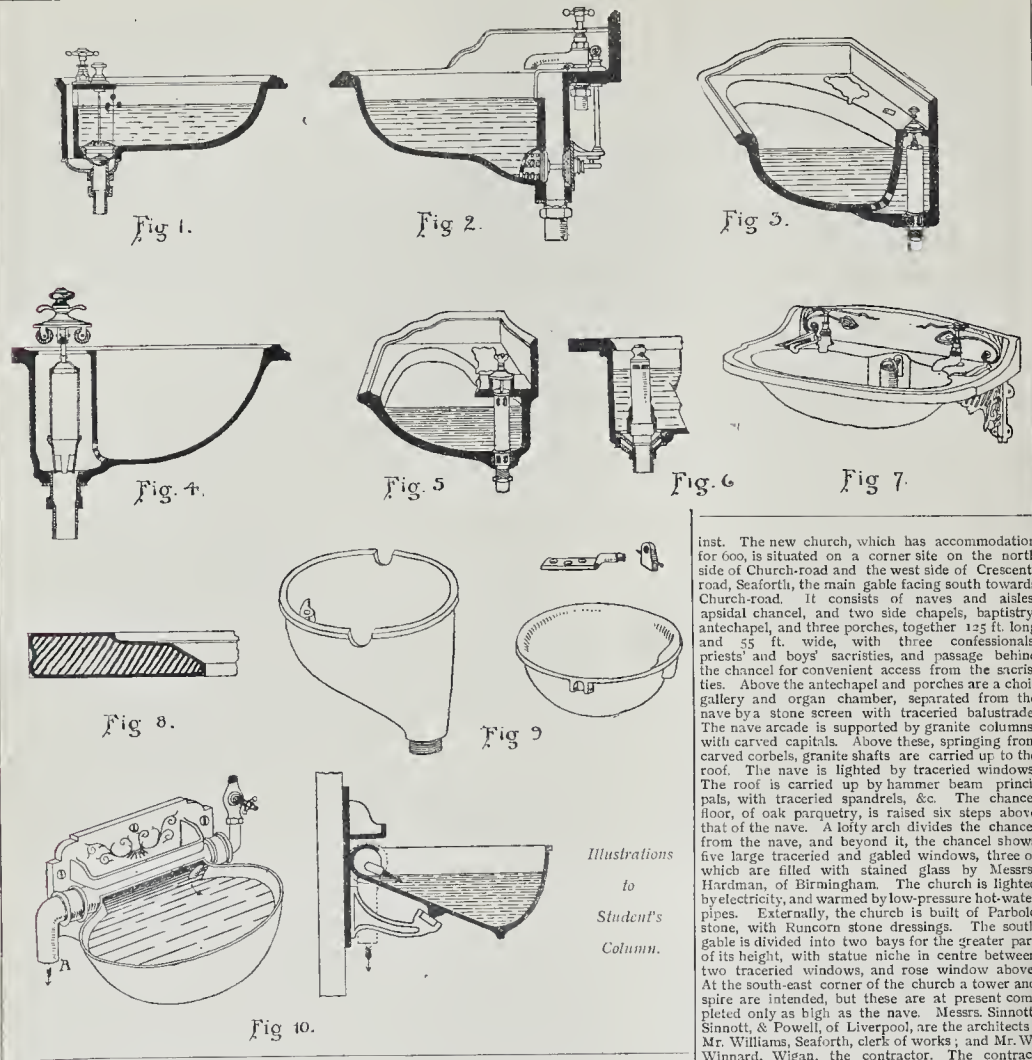 Fig 1.
Fig 2.
Fig 3.
Fig. 4.
Fig. 5
Fig. 6
Fig 7.
Fig 8.
Fig 9
A
Fig 10.
Illustrations
to
Student's
Column.
inst. The new church, which has accommodation
for 600, is situated on a corner site on the north
side of Church-road and the west side of Crescent
road, Seaforth, the main gable facing south toward
Church-road. It consists of naves and aisles
apsidal chancel, and two side chapels, baptistry
antechapel, and three porches, together 125 ft. long
and 55 ft. wide, with three confessionals
priests' and boys' sacristies, and passage behind
the chancel for convenient access from the sacris
ties. Above the antechapel and porches are a choi
gallery and organ chamber, separated from the
nave by a stone screen with traceried balustrade
The nave arcade is supported by granite columns
with carved capitals. Above these, springing from
carved corbels, granite shafts are carried up to the
roof. The nave is lighted by traceried windows
The roof is carried up by hammer beam princi
pals, with traceried spandrels, &c. The chance
floor, of oak parquetry, is raised six steps above
that of the nave. A lofty arch divides the chance
from the nave, and beyond it, the chancel show
five large traceried and gabled windows, three o
which are filled with stained glass by Messrs
Hardman, of Birmingham. The church is lighte
by electricity, and warmed by low-pressure hot-wate
pipes. Externally, the church is built of Parbol
stone, with Runcorn stone dressings. The south
gable is divided into two bays for the greater par
of its height, with statue niche in centre between
two traceried windows, and rose window above
At the south-east corner of the church a tower and
spire are intended, but these are at present com
pleted only as high as the nave. Messrs. Sinnott
Sinnott, & Powell, of Liverpool, are the architects
Mr. Williams, Seaforth, clerk of works; and Mr. W
Winnard, Wigan, the contractor. The contrac